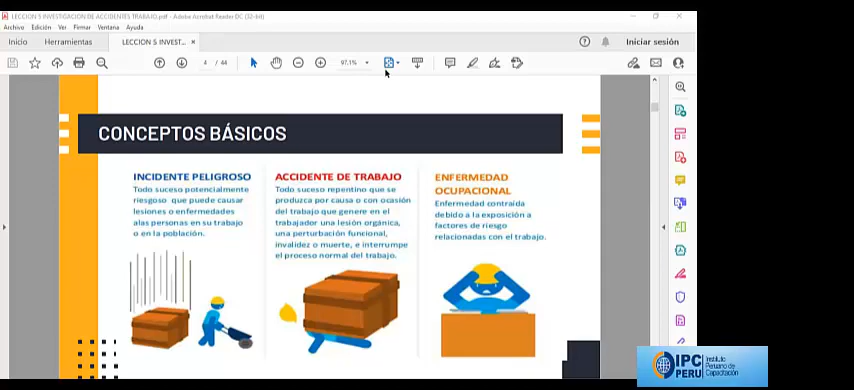 LECCION 5 INVESTIGACION DE ACCIDENTES TRABAJO.pdf - Adobe Acrobat Reader DC (32-bit)
Archivo Edición Ver Firmar Ventana Ayuda
Inicio Herramientas LECCION 5 INVEST... × Iniciar sesión
4 / 44 97,1%
CONCEPTOS BÁSICOS
INCIDENTE PELIGROSO
Todo suceso potencialmente
riesgoso que puede causar
lesiones o enfermedades
alas personas en su trabajo
o en la población.
ACCIDENTE DE TRABAJO
Todo suceso repentino que se
produzca por causa o con ocasión
del trabajo que genere en el
trabajador una lesión orgánica,
una perturbación funcional,
invalidez o muerte, e interrumpe
el proceso normal del trabajo.
ENFERMEDAD
OCUPACIONAL
Enfermedad contraída
debido a la exposición a
factores de riesgo
relacionadas con el trabajo.
IPC
PERU
Instituto
Peruano de
Capacitación